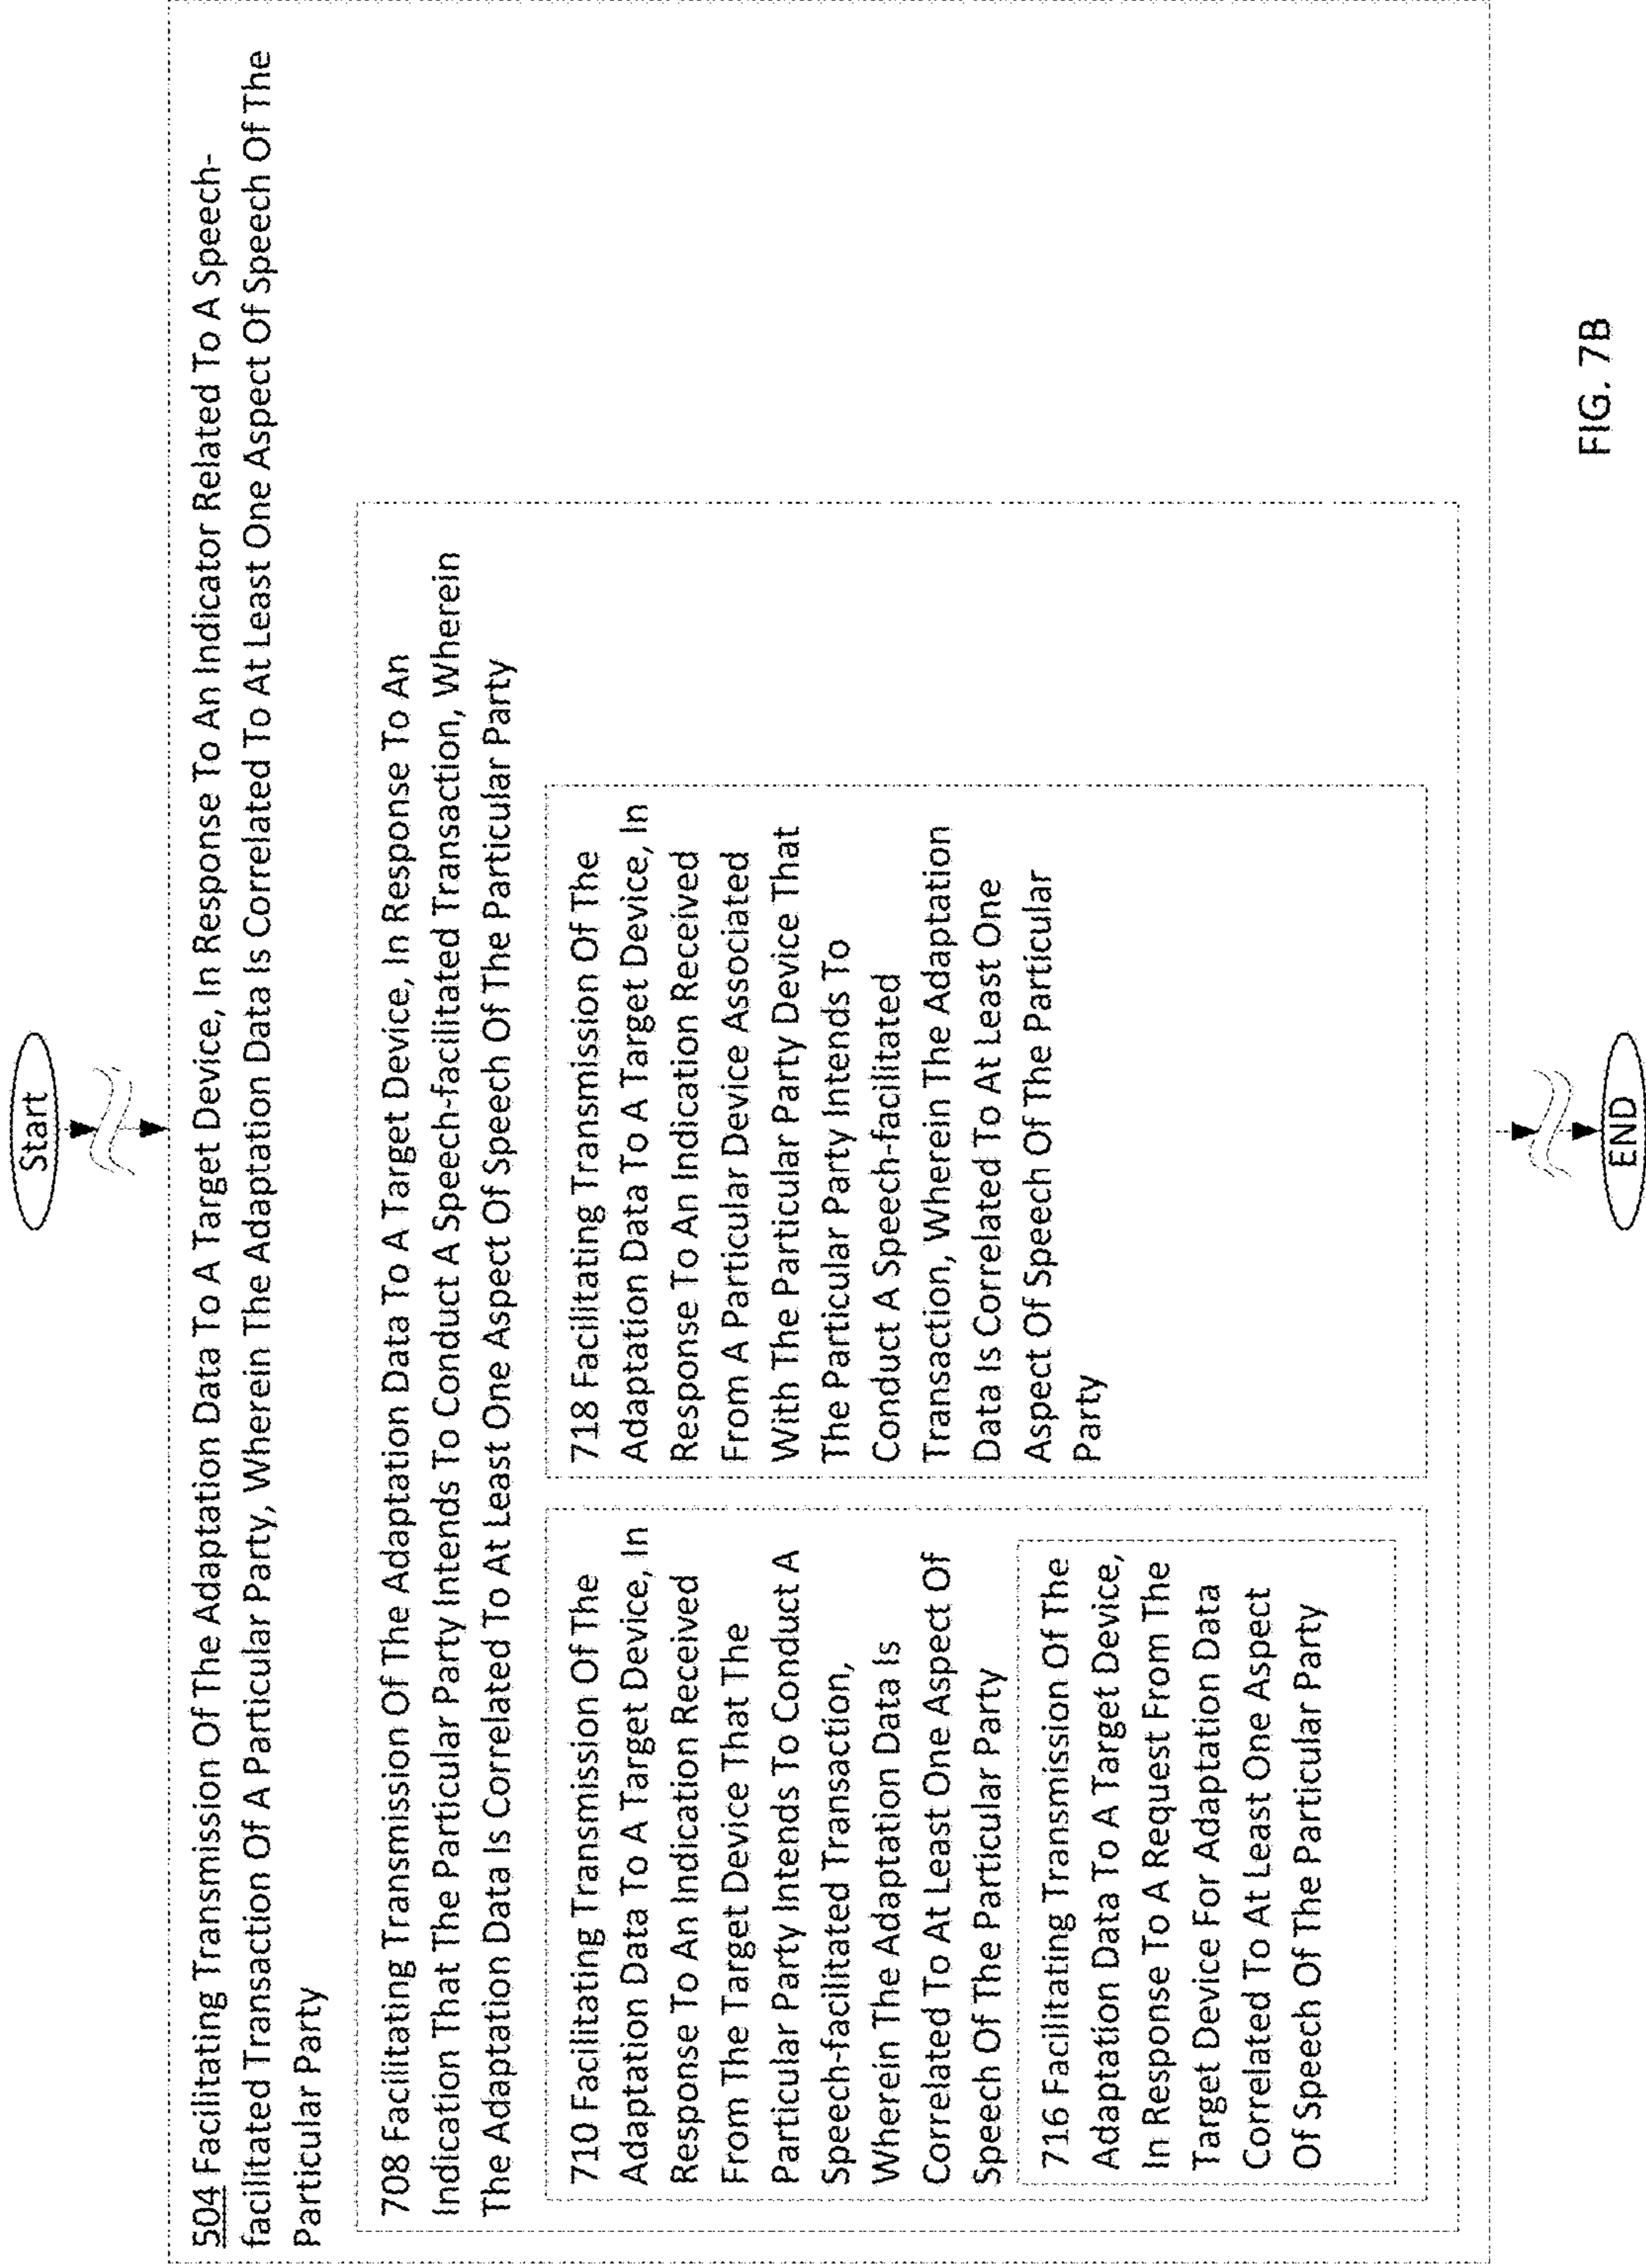 Start
504 Facilitating Transmission Of The Adaptation Data To A Target Device, In Response To An Indicator Related To A Speech-
facilitated Transaction Of A Particular Party, Wherein The Adaptation Data Is Correlated To At Least One Aspect Of Speech Of The
Particular Party
708 Facilitating Transmission Of The Adaptation Data To A Target Device, In Response To An
Indication That The Particular Party Intends To Conduct A Speech-facilitated Transaction, Wherein
The Adaptation Data Is Correlated To At Least One Aspect Of Speech Of The Particular Party
710 Facilitating Transmission Of The
Adaptation Data To A Target Device, In
Response To An Indication Received
From The Target Device That The
Particular Party Intends To Conduct A
Speech-facilitated Transaction,
Wherein The Adaptation Data Is
Correlated To At Least One Aspect Of
Speech Of The Particular Party
716 Facilitating Transmission Of The
Adaptation Data To A Target Device,
In Response To A Request From The
Target Device For Adaptation Data
Correlated To At Least One Aspect
Of Speech Of The Particular Party
718 Facilitating Transmission Of The
Adaptation Data To A Target Device, In
Response To An Indication Received
From A Particular Device Associated
With The Particular Party Device That
The Particular Party Intends To
Conduct A Speech-facilitated
Transaction, Wherein The Adaptation
Data Is Correlated To At Least One
Aspect Of Speech Of The Particular
Party
END
FIG. 7B